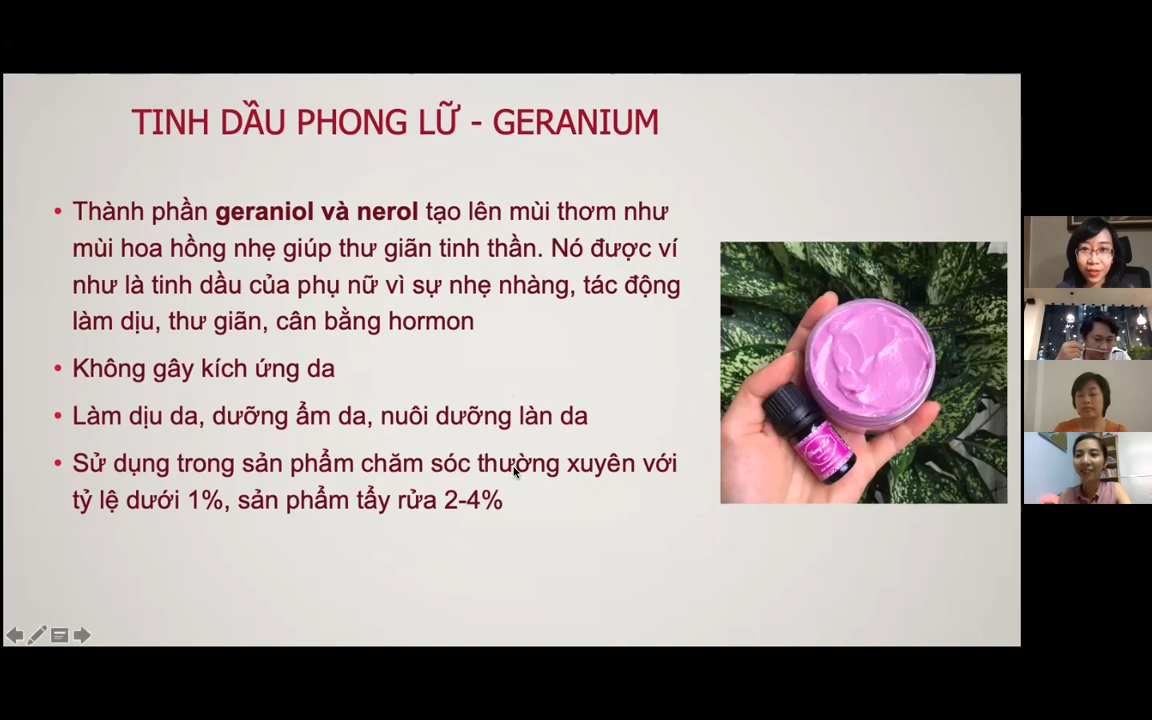 TINH DẦU PHONG LỮ - GERANIUM
• Thành phần geraniol và nerol tạo lên mùi thơm như
mùi hoa hồng nhẹ giúp thư giãn tinh thần. Nó được ví
như là tinh dầu của phụ nữ vì sự nhẹ nhàng, tác động
làm dịu, thư giãn, cân bằng hormon
• Không gây kích ứng da
• Làm dịu da, dưỡng ẩm da, nuôi dưỡng làn da
• Sử dụng trong sản phẩm chăm sóc thường xuyên với
tỷ lệ dưới 1%, sản phẩm tẩy rửa 2-4%